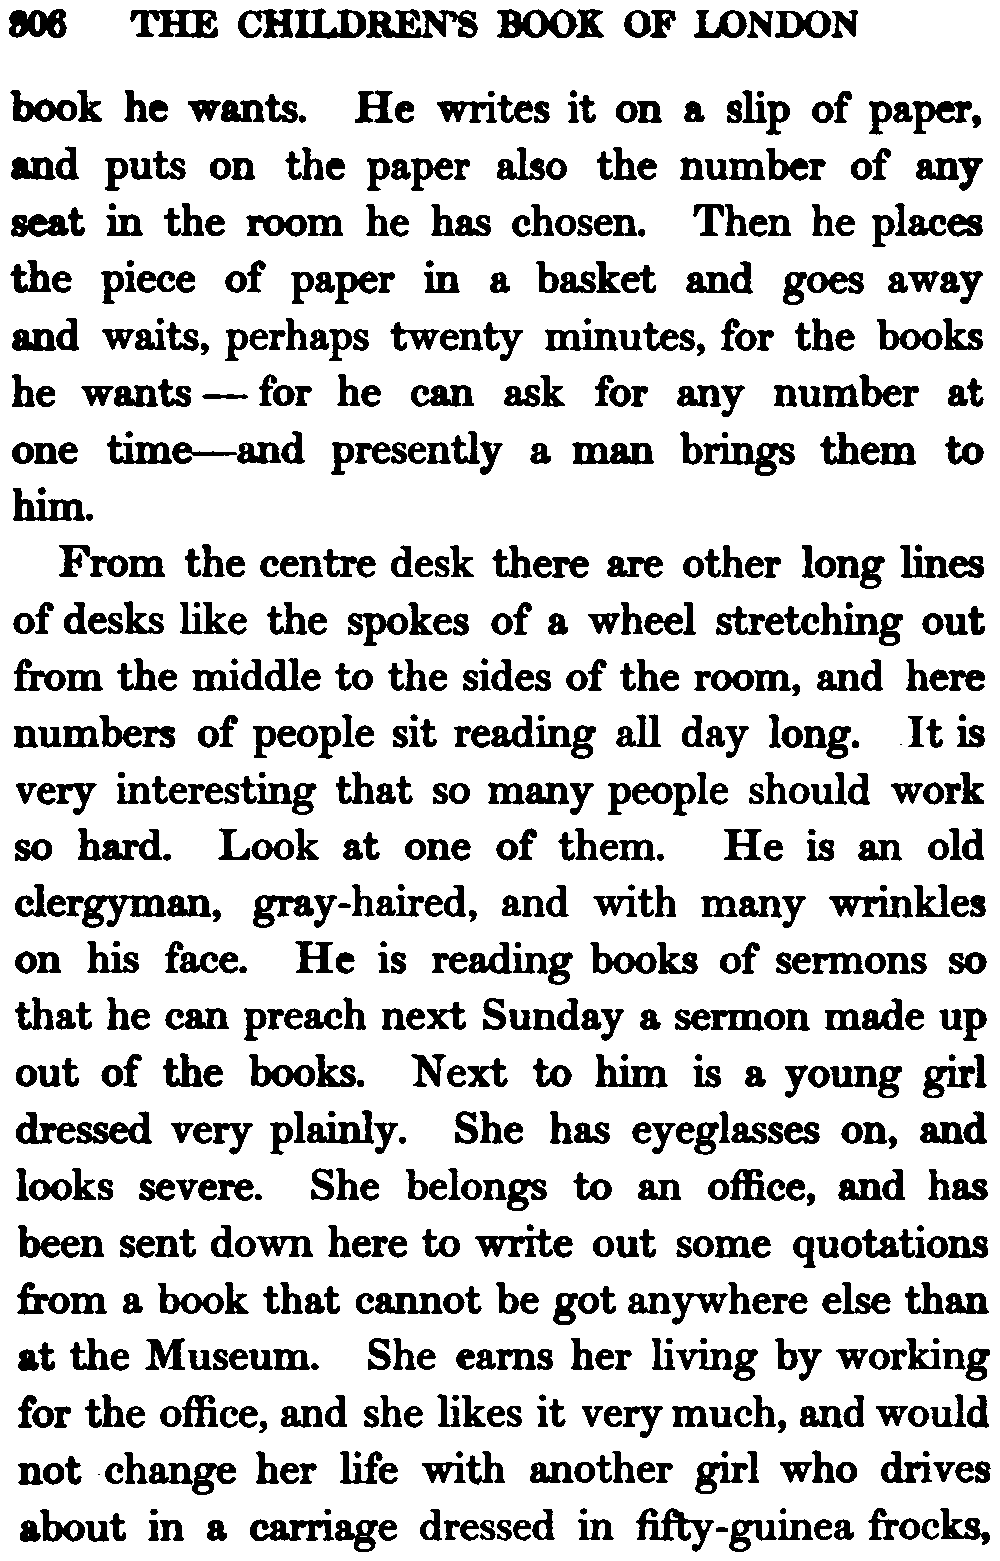 306 THE CHILDREN'S BOOK OF LONDON
book he wants. He writes it on a slip of paper,
and puts on the paper also the number of any
seat in the room he has chosen. Then he places
the piece of paper in a basket and goes away
and waits, perhaps twenty minutes, for the books
he wants — for he can ask for any number at
one time—and presently a man brings them to
him.
From the centre desk there are other long lines
of desks like the spokes of a wheel stretching out
from the middle to the sides of the room, and here
numbers of people sit reading all day long. It is
very interesting that so many people should work
so hard. Look at one of them. He is an old
clergyman, gray-haired, and with many wrinkles
on his face. He is reading books of sermons so
that he can preach next Sunday a sermon made up
out of the books. Next to him is a young girl
dressed very plainly. She has eyeglasses on, and
looks severe. She belongs to an office, and has
been sent down here to write out some quotations
from a book that cannot be got anywhere else than
at the Museum. She earns her living by working
for the office, and she likes it very much, and would
not change her life with another girl who drives
about in a carriage dressed in fifty-guinea frocks,